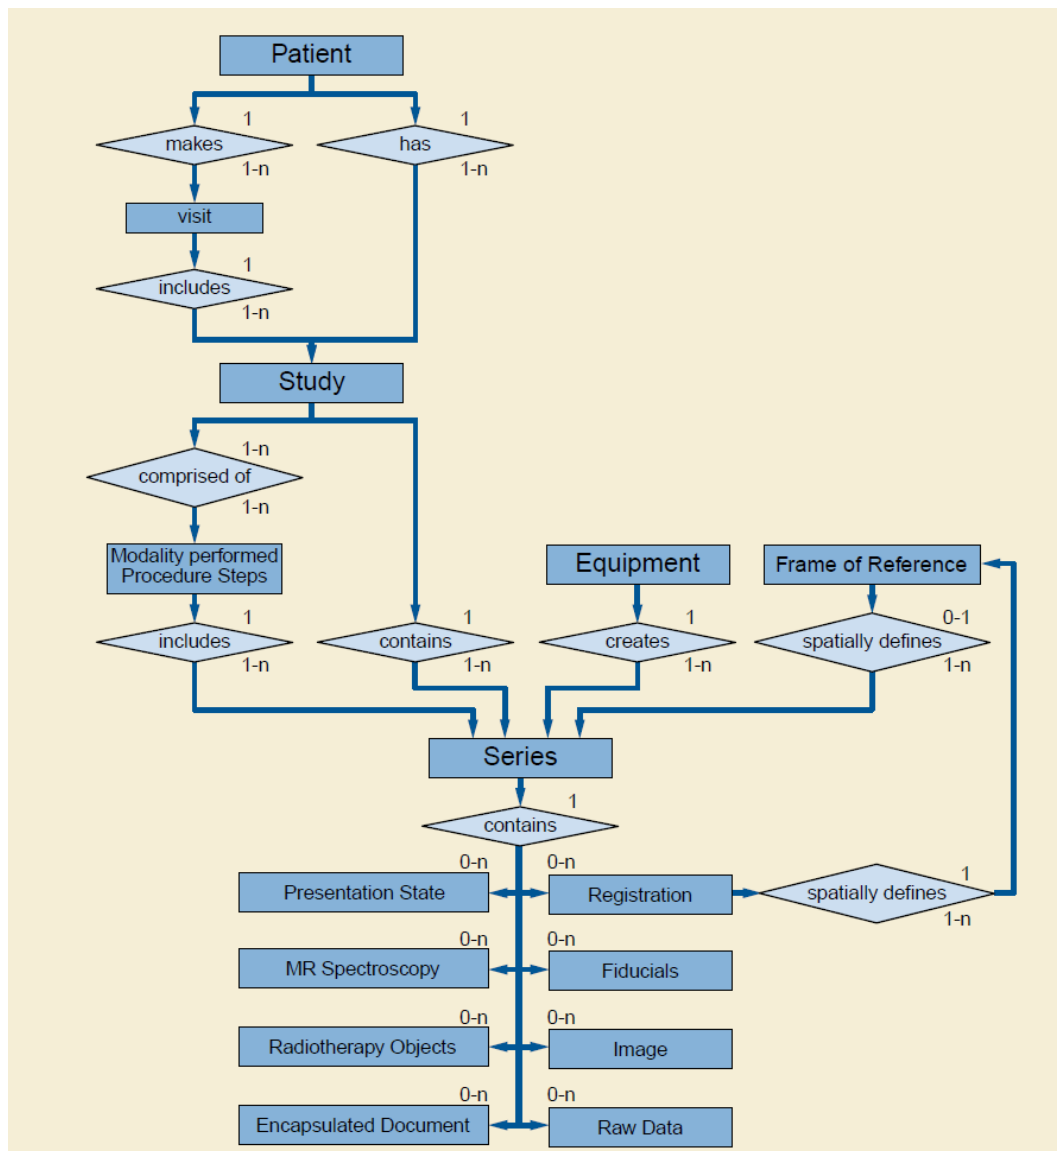 Patient
1
1
makes
has
1-n
1-n
visit
1
includes
1-n
Study
1-n
comprised of
1-n
Modality performed
Procedure Steps
Equipment
Frame of Reference
1
1
1
0-1
includes
contains
creates
spatially defines
1-n
1-n
1-n
1-n
Series
1
contains
0-n
0-n
1
Presentation State
Registration
spatially defines
1-n
0-n
0-n
MR Spectroscopy
Fiducials
0-n
0-n
Radiotherapy Objects
Image
0-n
0-n
Encapsulated Document
Raw Data